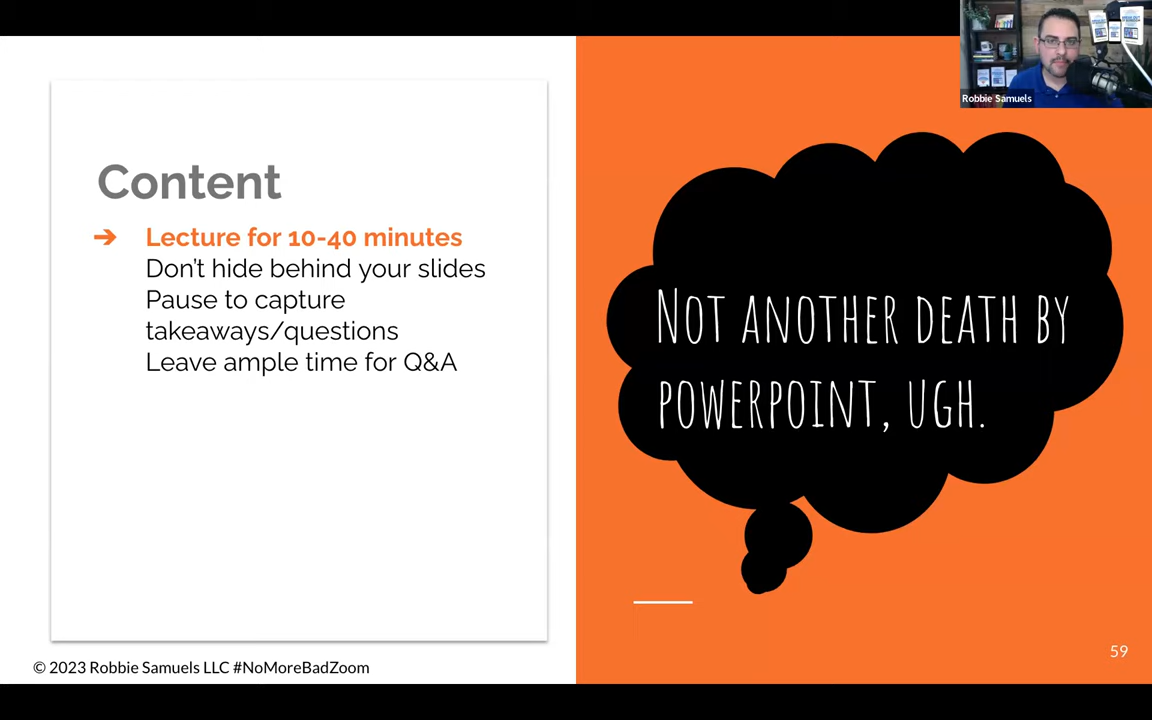 Robbie Samuels
Content
➔ Lecture for 10-40 minutes
Don't hide behind your slides
Pause to capture
takeaways/questions
Leave ample time for Q&A
NOT ANOTHER DEATH BY
POWERPOINT, UGH.
59
© 2023 Robbie Samuels LLC #NoMoreBadZoom